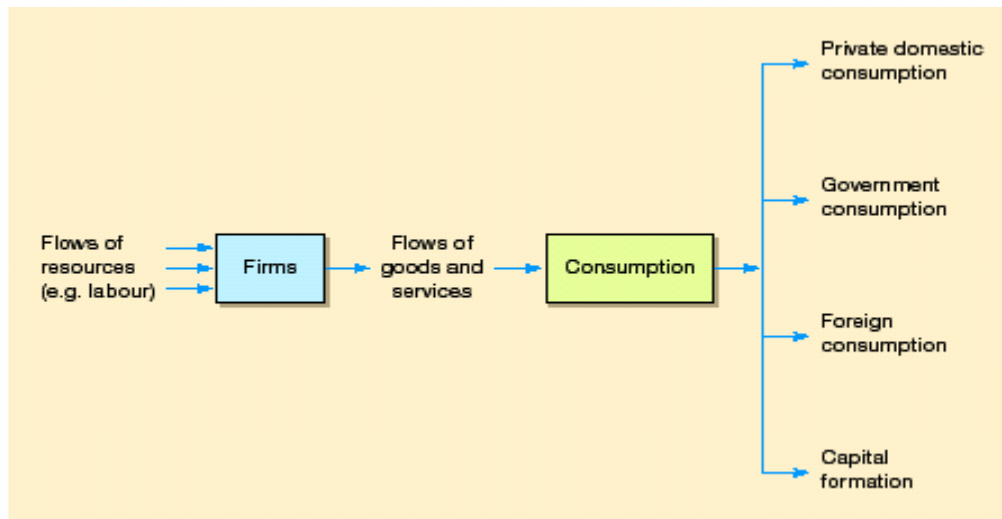 Private domestic
consumption
Government
consumption
Flows of
resources
(e.g. labour)
Firms
Flows of
goods and
services
Consumption
Foreign
consumption
Capital
formation